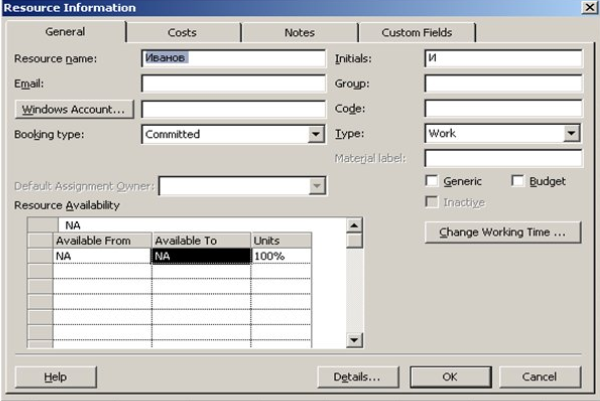 Resource Information
General Costs Notes Custom Fields
Resource name: Иванов Initials: И
Email: Group:
Windows Account... Code:
Booking type: Committed Type: Work
Material label:
Generic Budget
Default Assignment Owner: Inactive
Resource Availability
NA Change Working Time ...
Available From Available To Units
NA NA 100%
Help Details... OK Cancel